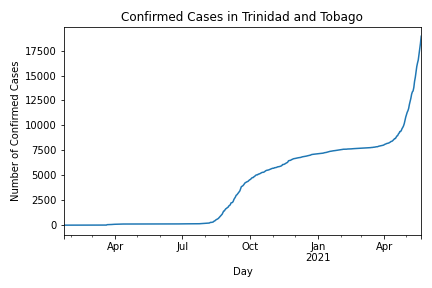 Confirmed Cases in Trinidad and Tobago
Number of Confirmed Cases
17500
15000
12500
10000
7500
5000
2500
0
Apr
Jul
Oct
Jan
2021
Apr
Day